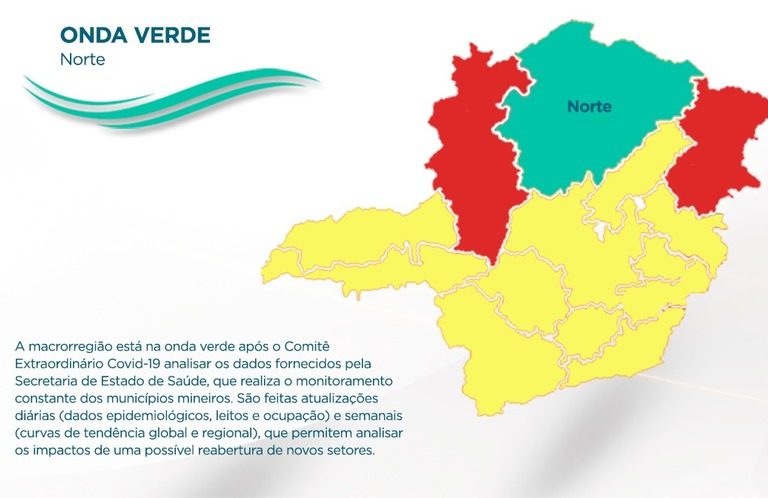 ONDA VERDE
Norte
Norte
A macrorregião está na onda verde após o Comitê
Extraordinário Covid-19 analisar os dados fornecidos pela
Secretaria de Estado de Saúde, que realiza o monitoramento
constante dos municípios mineiros. São feitas atualizações
diárias (dados epidemiológicos, leitos e ocupação) e semanais
(curvas de tendência global e regional), que permitem analisar
os impactos de uma possível reabertura de novos setores.